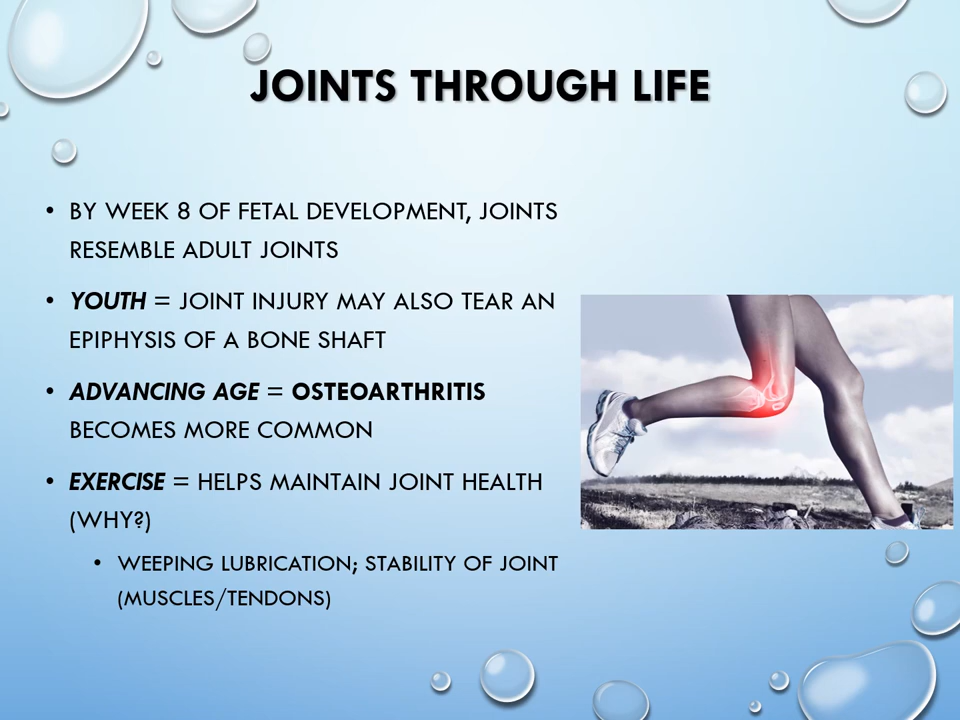 JOINTS THROUGH LIFE
• BY WEEK 8 OF FETAL DEVELOPMENT, JOINTS
RESEMBLE ADULT JOINTS
• YOUTH = JOINT INJURY MAY ALSO TEAR AN
EPIPHYSIS OF A BONE SHAFT
• ADVANCING AGE = OSTEOARTHRITIS
BECOMES MORE COMMON
• EXERCISE = HELPS MAINTAIN JOINT HEALTH
(WHY?)
• WEEPING LUBRICATION; STABILITY OF JOINT
(MUSCLES/TENDONS)